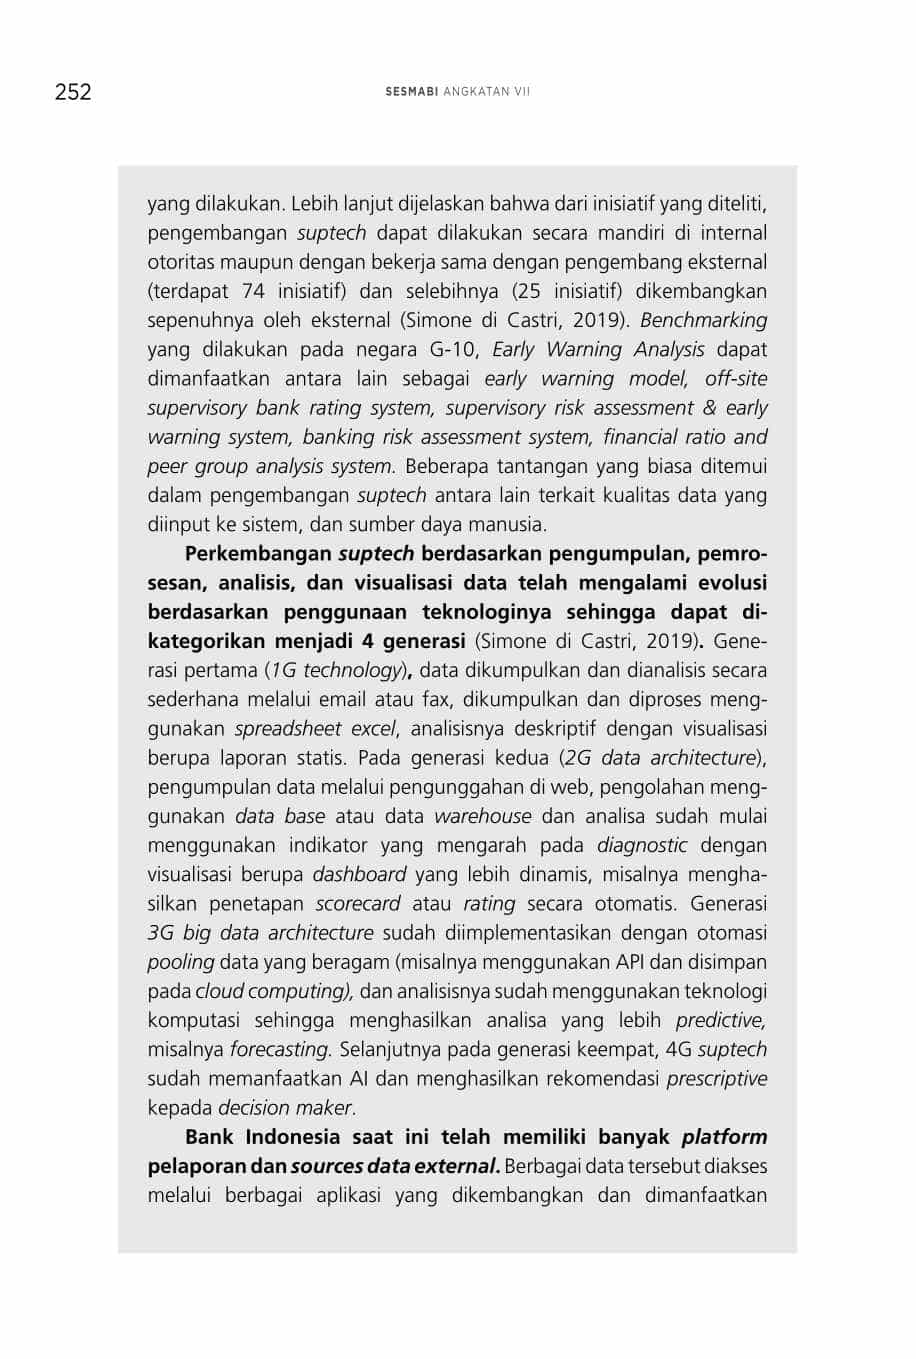 252
SESMABI ANGKATAN VII
yang dilakukan. Lebih lanjut dijelaskan bahwa dari inisiatif yang diteliti,
pengembangan suptech dapat dilakukan secara mandiri di internal
otoritas maupun dengan bekerja sama dengan pengembang eksternal
(terdapat 74 inisiatif) dan selebihnya (25 inisiatif) dikembangkan
sepenuhnya oleh eksternal (Simone di Castri, 2019). Benchmarking
yang dilakukan pada negara G-10, Early Warning Analysis dapat
dimanfaatkan antara lain sebagai early warning model, off-site
supervisory bank rating system, supervisory risk assessment & early
warning system, banking risk assessment system, financial ratio and
peer group analysis system. Beberapa tantangan yang biasa ditemui
dalam pengembangan suptech antara lain terkait kualitas data yang
diinput ke sistem, dan sumber daya manusia.
Perkembangan suptech berdasarkan pengumpulan, pemro-
sesan, analisis, dan visualisasi data telah mengalami evolusi
berdasarkan penggunaan teknologinya sehingga dapat di-
kategorikan menjadi 4 generasi (Simone di Castri, 2019). Gene-
rasi pertama (1G technology), data dikumpulkan dan dianalisis secara
sederhana melalui email atau fax, dikumpulkan dan diproses meng-
gunakan spreadsheet excel, analisisnya deskriptif dengan visualisasi
berupa laporan statis. Pada generasi kedua (2G data architecture),
pengumpulan data melalui pengunggahan di web, pengolahan meng-
gunakan data base atau data warehouse dan analisa sudah mulai
menggunakan indikator yang mengarah pada diagnostic dengan
visualisasi berupa dashboard yang lebih dinamis, misalnya mengha-
silkan penetapan scorecard atau rating secara otomatis. Generasi
3G big data architecture sudah diimplementasikan dengan otomasi
pooling data yang beragam (misalnya menggunakan API dan disimpan
pada cloud computing), dan analisisnya sudah menggunakan teknologi
komputasi sehingga menghasilkan analisa yang lebih predictive,
misalnya forecasting. Selanjutnya pada generasi keempat, 4G suptech
sudah memanfaatkan AI dan menghasilkan rekomendasi prescriptive
kepada decision maker.
Bank Indonesia saat ini telah memiliki banyak platform
pelaporan dan sources data external. Berbagai data tersebut diakses
melalui berbagai aplikasi yang dikembangkan dan dimanfaatkan